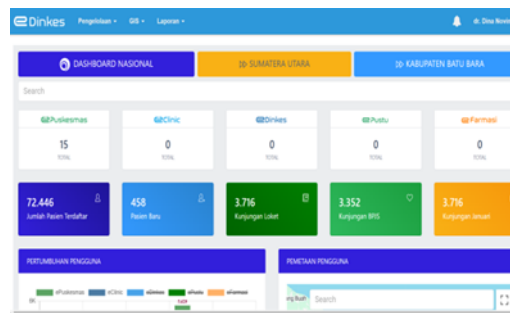 eDinkes Pengelolaan GIS Laporan dr. Dina Novi
DASHBOARD NASIONAL SUMATERA UTARA KABUPATEN BATU BARA
Search
ePuskesmas eClinic eDinkes ePustu eFarmasi
15 0 0 0 0
TOTAL TOTAL TOTAL TOTAL TOTAL
72.446 458 3.716 3.352 3.716
Jumlah Pasien Terdaftar Pasien Baru Kunjungan Loket Kunjungan BPJS Kunjungan Januari
PERTUMBUHAN PENGGUNA PEMETAAN PENGGUNA
ePuskesmas eClinic eDinkes ePustu eFarmasi
Search